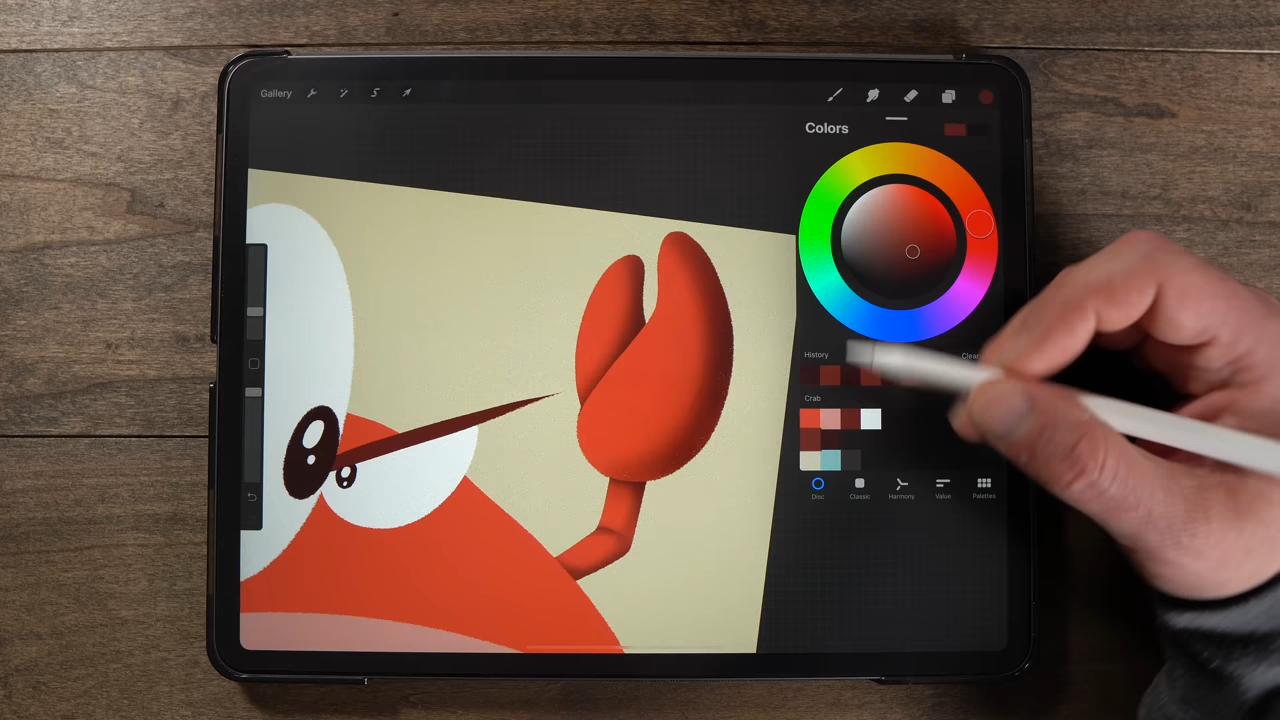 Gallery
Colors
History
Crab
Disc
Classic
Harmony
Value
Palettes